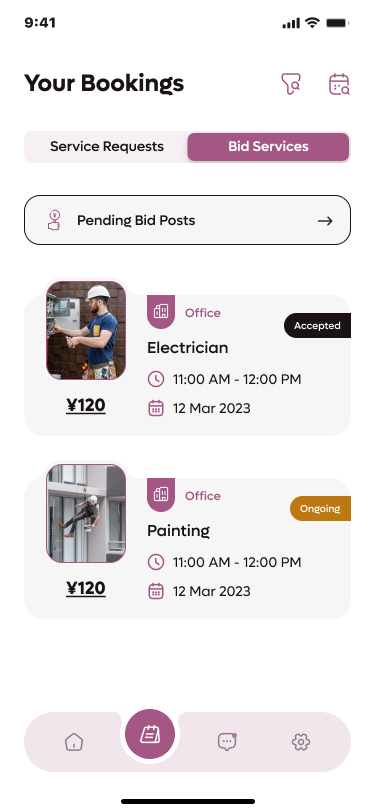 9:41
Your Bookings
Service Requests
Bid Services
¥
Pending Bid Posts
Office
Accepted
Electrician
11:00 AM - 12:00 PM
¥120
12 Mar 2023
Office
Ongoing
Painting
11:00 AM - 12:00 PM
¥120
12 Mar 2023